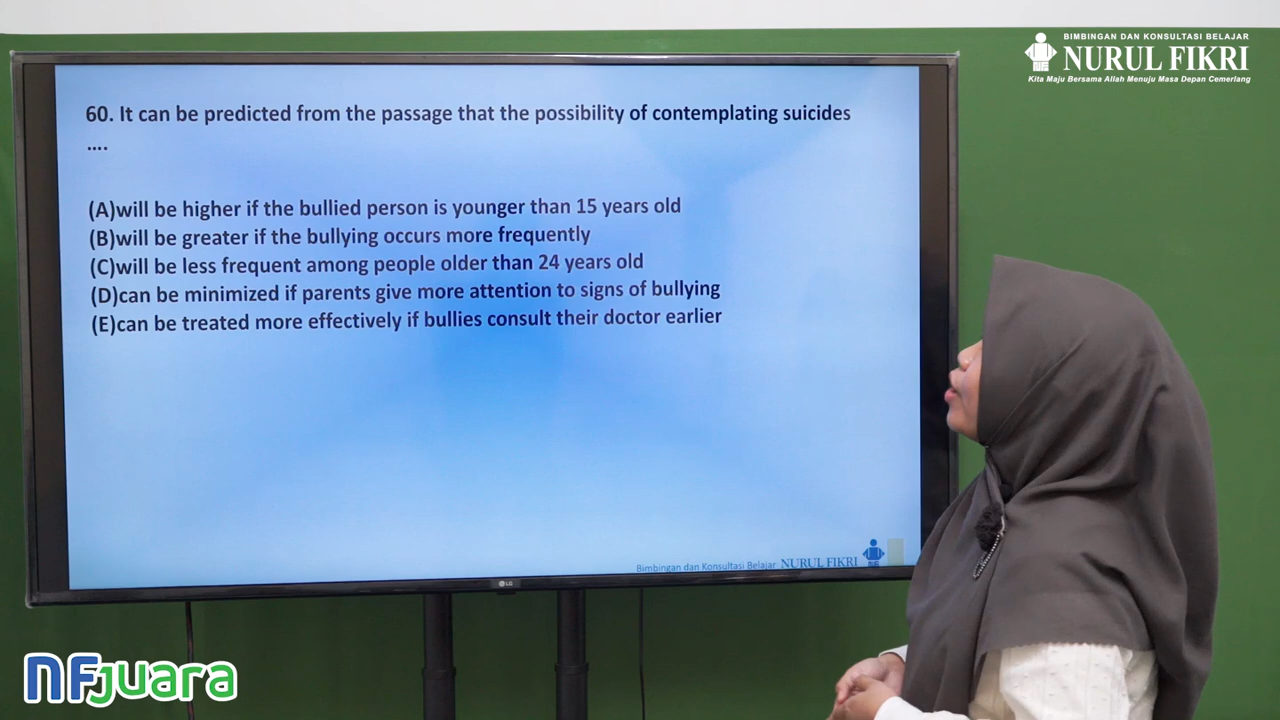 BIMBINGAN DAN KONSULTASI BELAJAR
NURUL FIKRI
Kita Maju Bersama Allah Menuju Masa Depan Cemerlang
60. It can be predicted from the passage that the possibility of contemplating suicides
....
(A)will be higher if the bullied person is younger than 15 years old
(B)will be greater if the bullying occurs more frequently
(C)will be less frequent among people older than 24 years old
(D)can be minimized if parents give more attention to signs of bullying
(E)can be treated more effectively if bullies consult their doctor earlier
Bimbingan dan Konsultasi Belajar NURUL FIKRI
LG
NFjuara